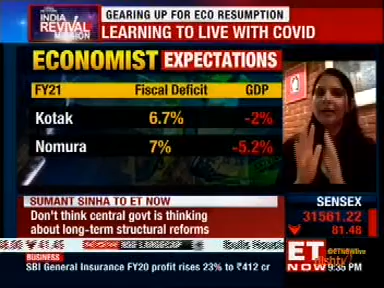 INDIA
REVIVAL
MISSION
GEARING UP FOR ECO RESUMPTION
LEARNING TO LIVE WITH COVID
ECONOMIST EXPECTATIONS
FY21 Fiscal Deficit GDP
Kotak 6.7% -2%
Nomura 7% -5.2%
SUMANT SINHA TO ET NOW
Don't think central govt is thinking
about long-term structural reforms
SENSEX
31561.22
81.48
41.45
BUSINESS
SBI General Insurance FY20 profit rises 23% to ₹412 cr
ET
NOW
9:35 PM